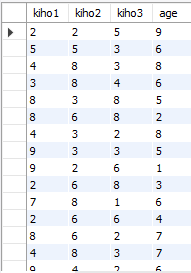 kiho1 kiho2 kiho3 age
2 2 5 9
5 5 3 6
4 8 3 8
3 8 4 6
8 3 8 5
8 6 8 2
4 3 2 8
9 3 3 5
9 2 6 1
2 6 8 3
7 8 1 6
2 6 6 4
8 6 2 7
4 8 3 7
9 4 2 6